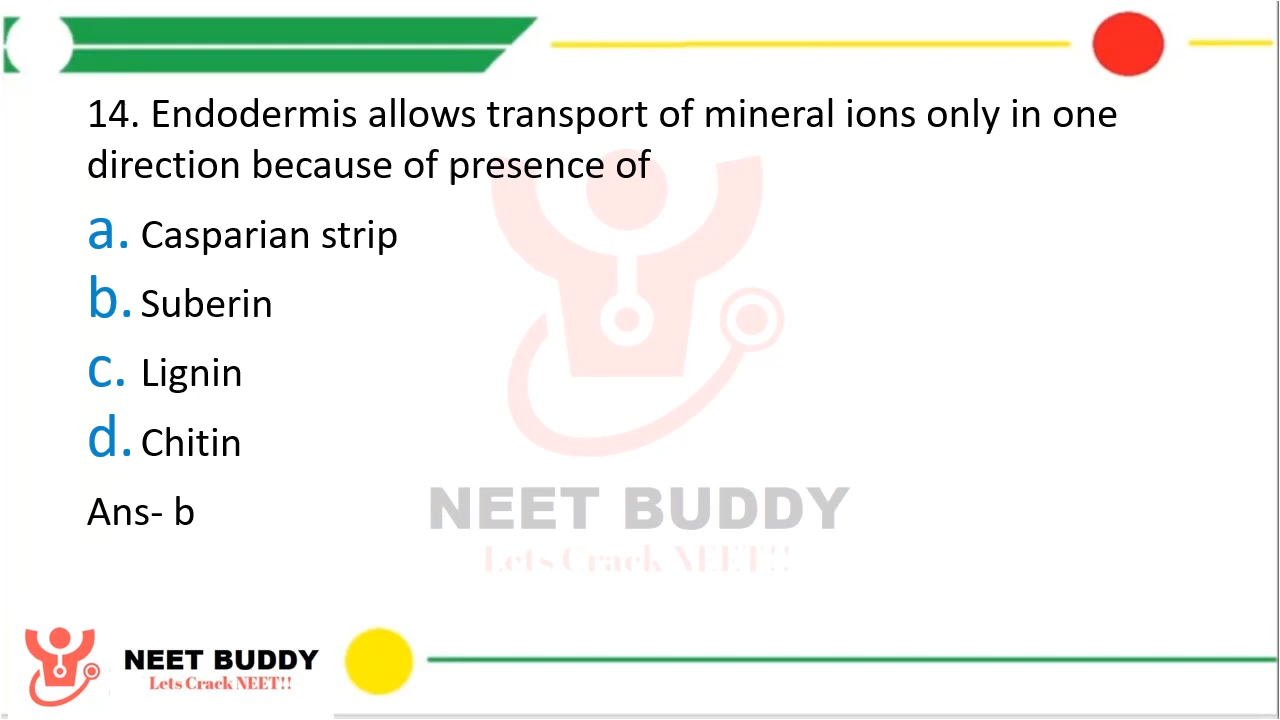 14. Endodermis allows transport of mineral ions only in one
direction because of presence of
a. Casparian strip
b. Suberin
c. Lignin
d. Chitin
Ans- b
NEET BUDDY
Lets Crack NEET!!
NEET BUDDY
Lets Crack NEET!!